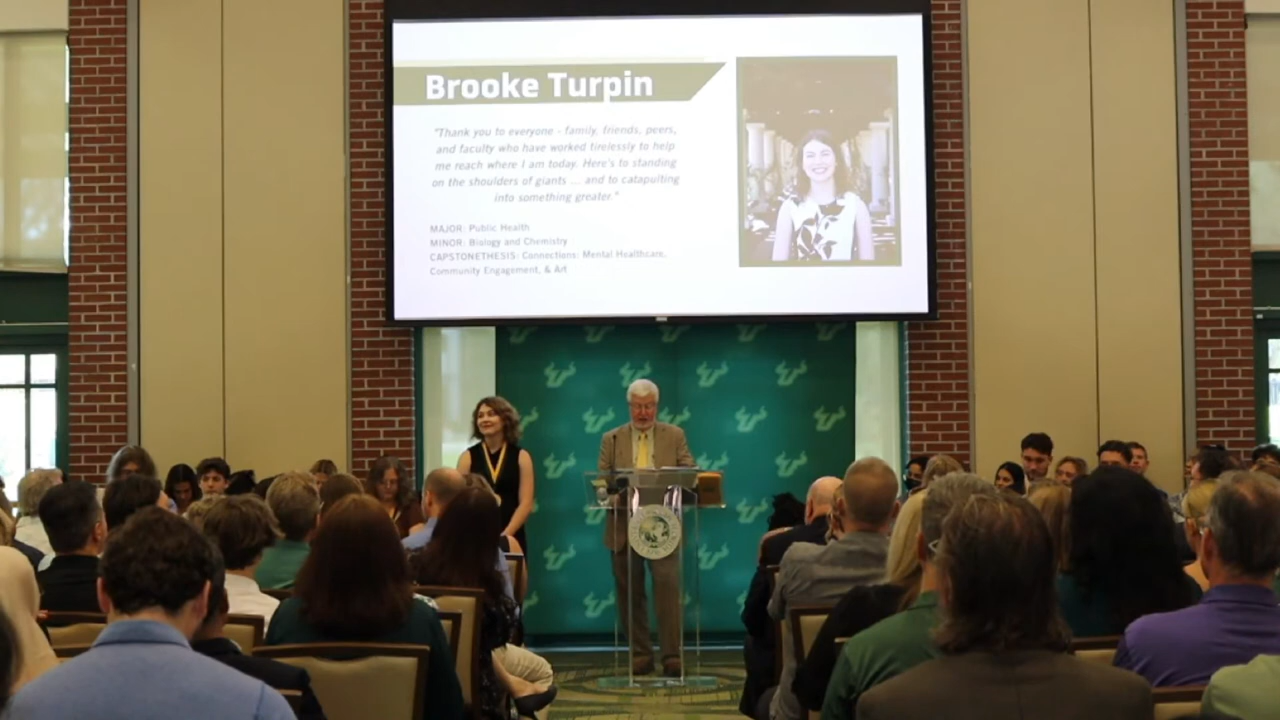 Brooke Turpin
"Thank you to everyone - family, friends, peers,
and faculty who have worked tirelessly to help
me reach where I am today. Here's to standing
on the shoulders of giants ... and to catapulting
into something greater."
MAJOR: Public Health
MINOR: Biology and Chemistry
CAPSTONETHESIS: Connections: Mental Healthcare,
Community Engagement, & Art